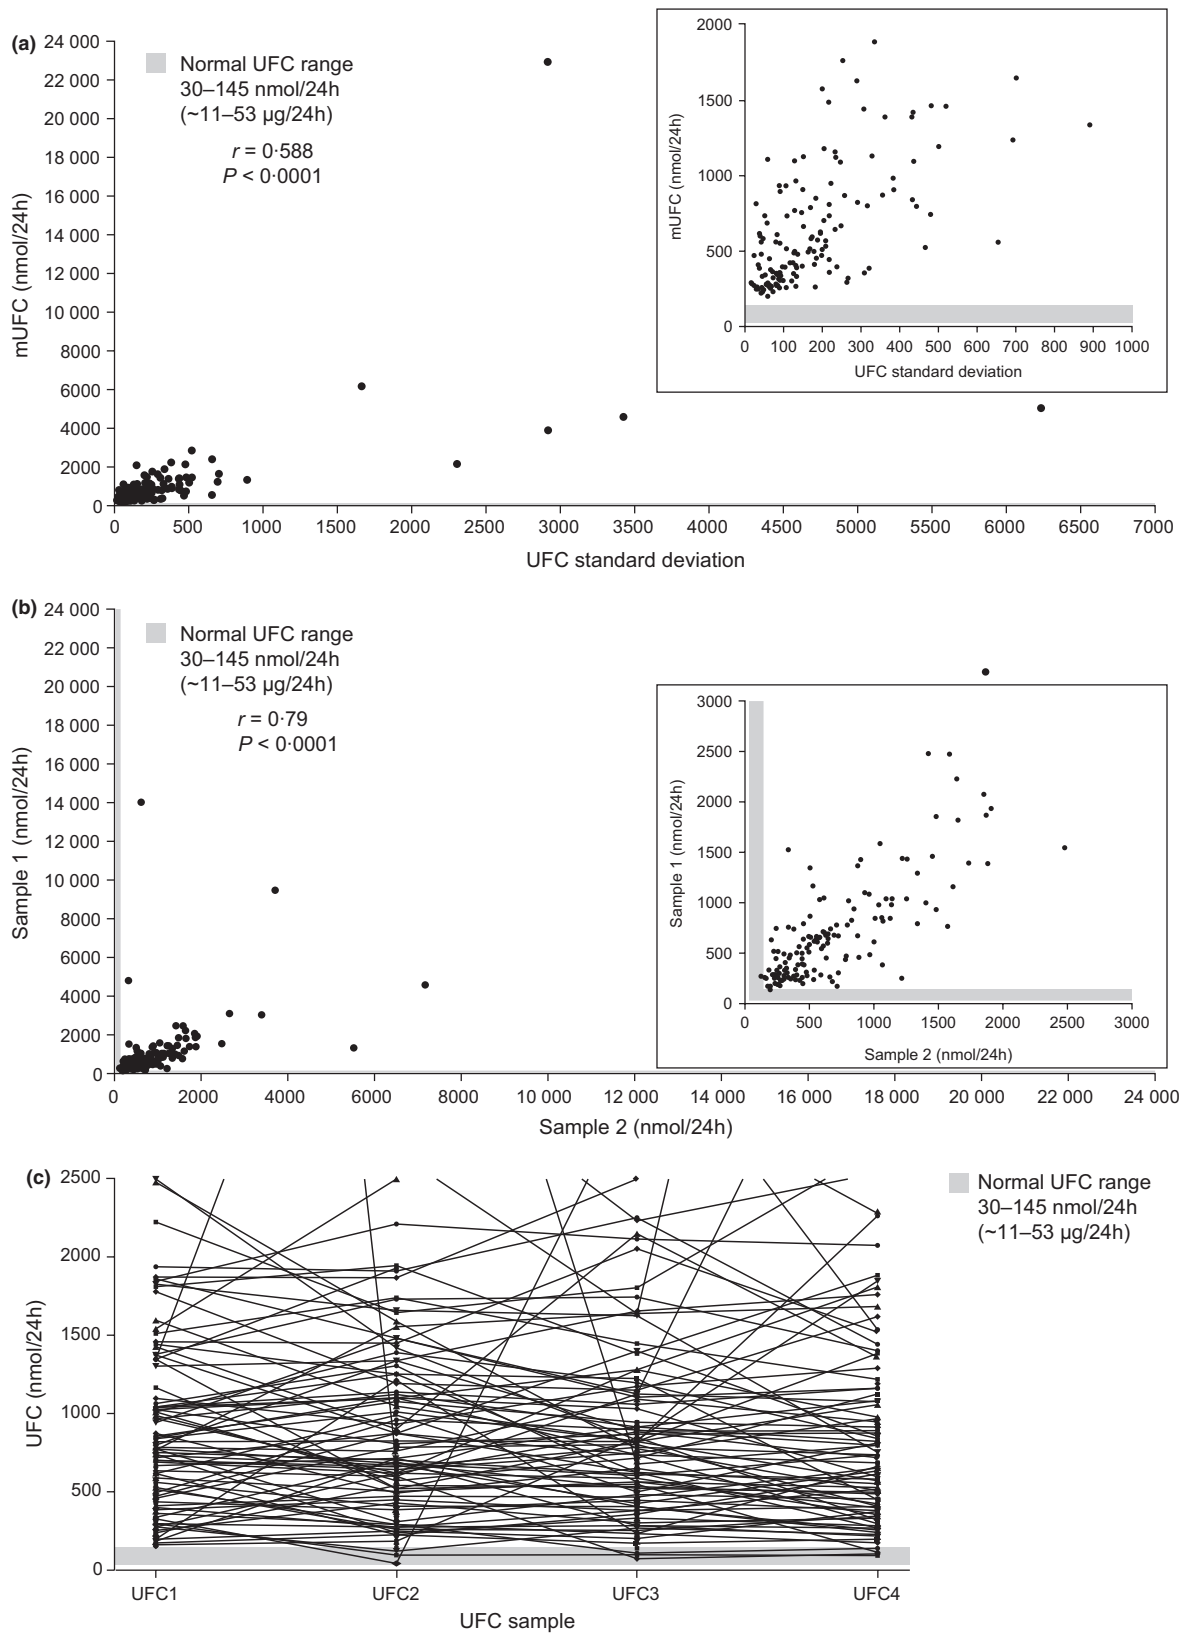 (a)
24 000
22 000
20 000
18 000
16 000
14 000
12 000
10 000
8000
6000
4000
2000
0
mUFC (nmol/24h)
Normal UFC range
30–145 nmol/24h
(~11–53 µg/24h)
r = 0·588
P < 0·0001
0 500 1000 1500 2000 2500 3000 3500 4000 4500 5000 5500 6000 6500 7000
UFC standard deviation
2000
1500
1000
500
0
mUFC (nmol/24h)
0 100 200 300 400 500 600 700 800 900 1000
UFC standard deviation
(b)
24 000
22 000
20 000
18 000
16 000
14 000
12 000
10 000
8000
6000
4000
2000
0
Sample 1 (nmol/24h)
Normal UFC range
30–145 nmol/24h
(~11–53 µg/24h)
r = 0·79
P < 0·0001
0 2000 4000 6000 8000 10 000 12 000 14 000 16 000 18 000 20 000 22 000 24 000
Sample 2 (nmol/24h)
3000
2500
2000
1500
1000
500
0
Sample 1 (nmol/24h)
0 500 1000 1500 2000 2500 3000
Sample 2 (nmol/24h)
(c)
2500
2000
1500
1000
500
0
UFC (nmol/24h)
UFC1 UFC2 UFC3 UFC4
UFC sample
Normal UFC range
30–145 nmol/24h
(~11–53 µg/24h)